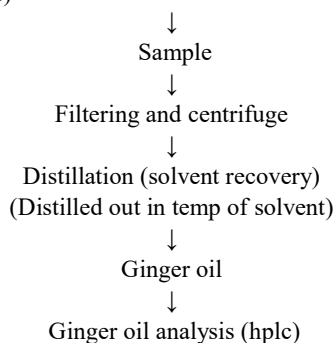 ↓
Sample
↓
Filtering and centrifuge
↓
Distillation (solvent recovery)
(Distilled out in temp of solvent)
↓
Ginger oil
↓
Ginger oil analysis (hplc)